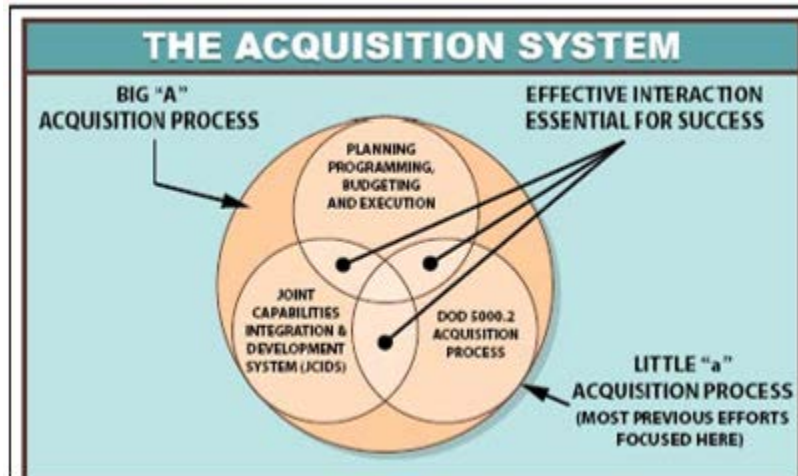 THE ACQUISITION SYSTEM
BIG “A”
ACQUISITION PROCESS
EFFECTIVE INTERACTION
ESSENTIAL FOR SUCCESS
PLANNING
PROGRAMMING,
BUDGETING
AND EXECUTION
JOINT
CAPABILITIES
INTEGRATION &
DEVELOPMENT
SYSTEM (JCIDS)
DOD 5000.2
ACQUISITION
PROCESS
LITTLE “a”
ACQUISITION PROCESS
(MOST PREVIOUS EFFORTS
FOCUSED HERE)